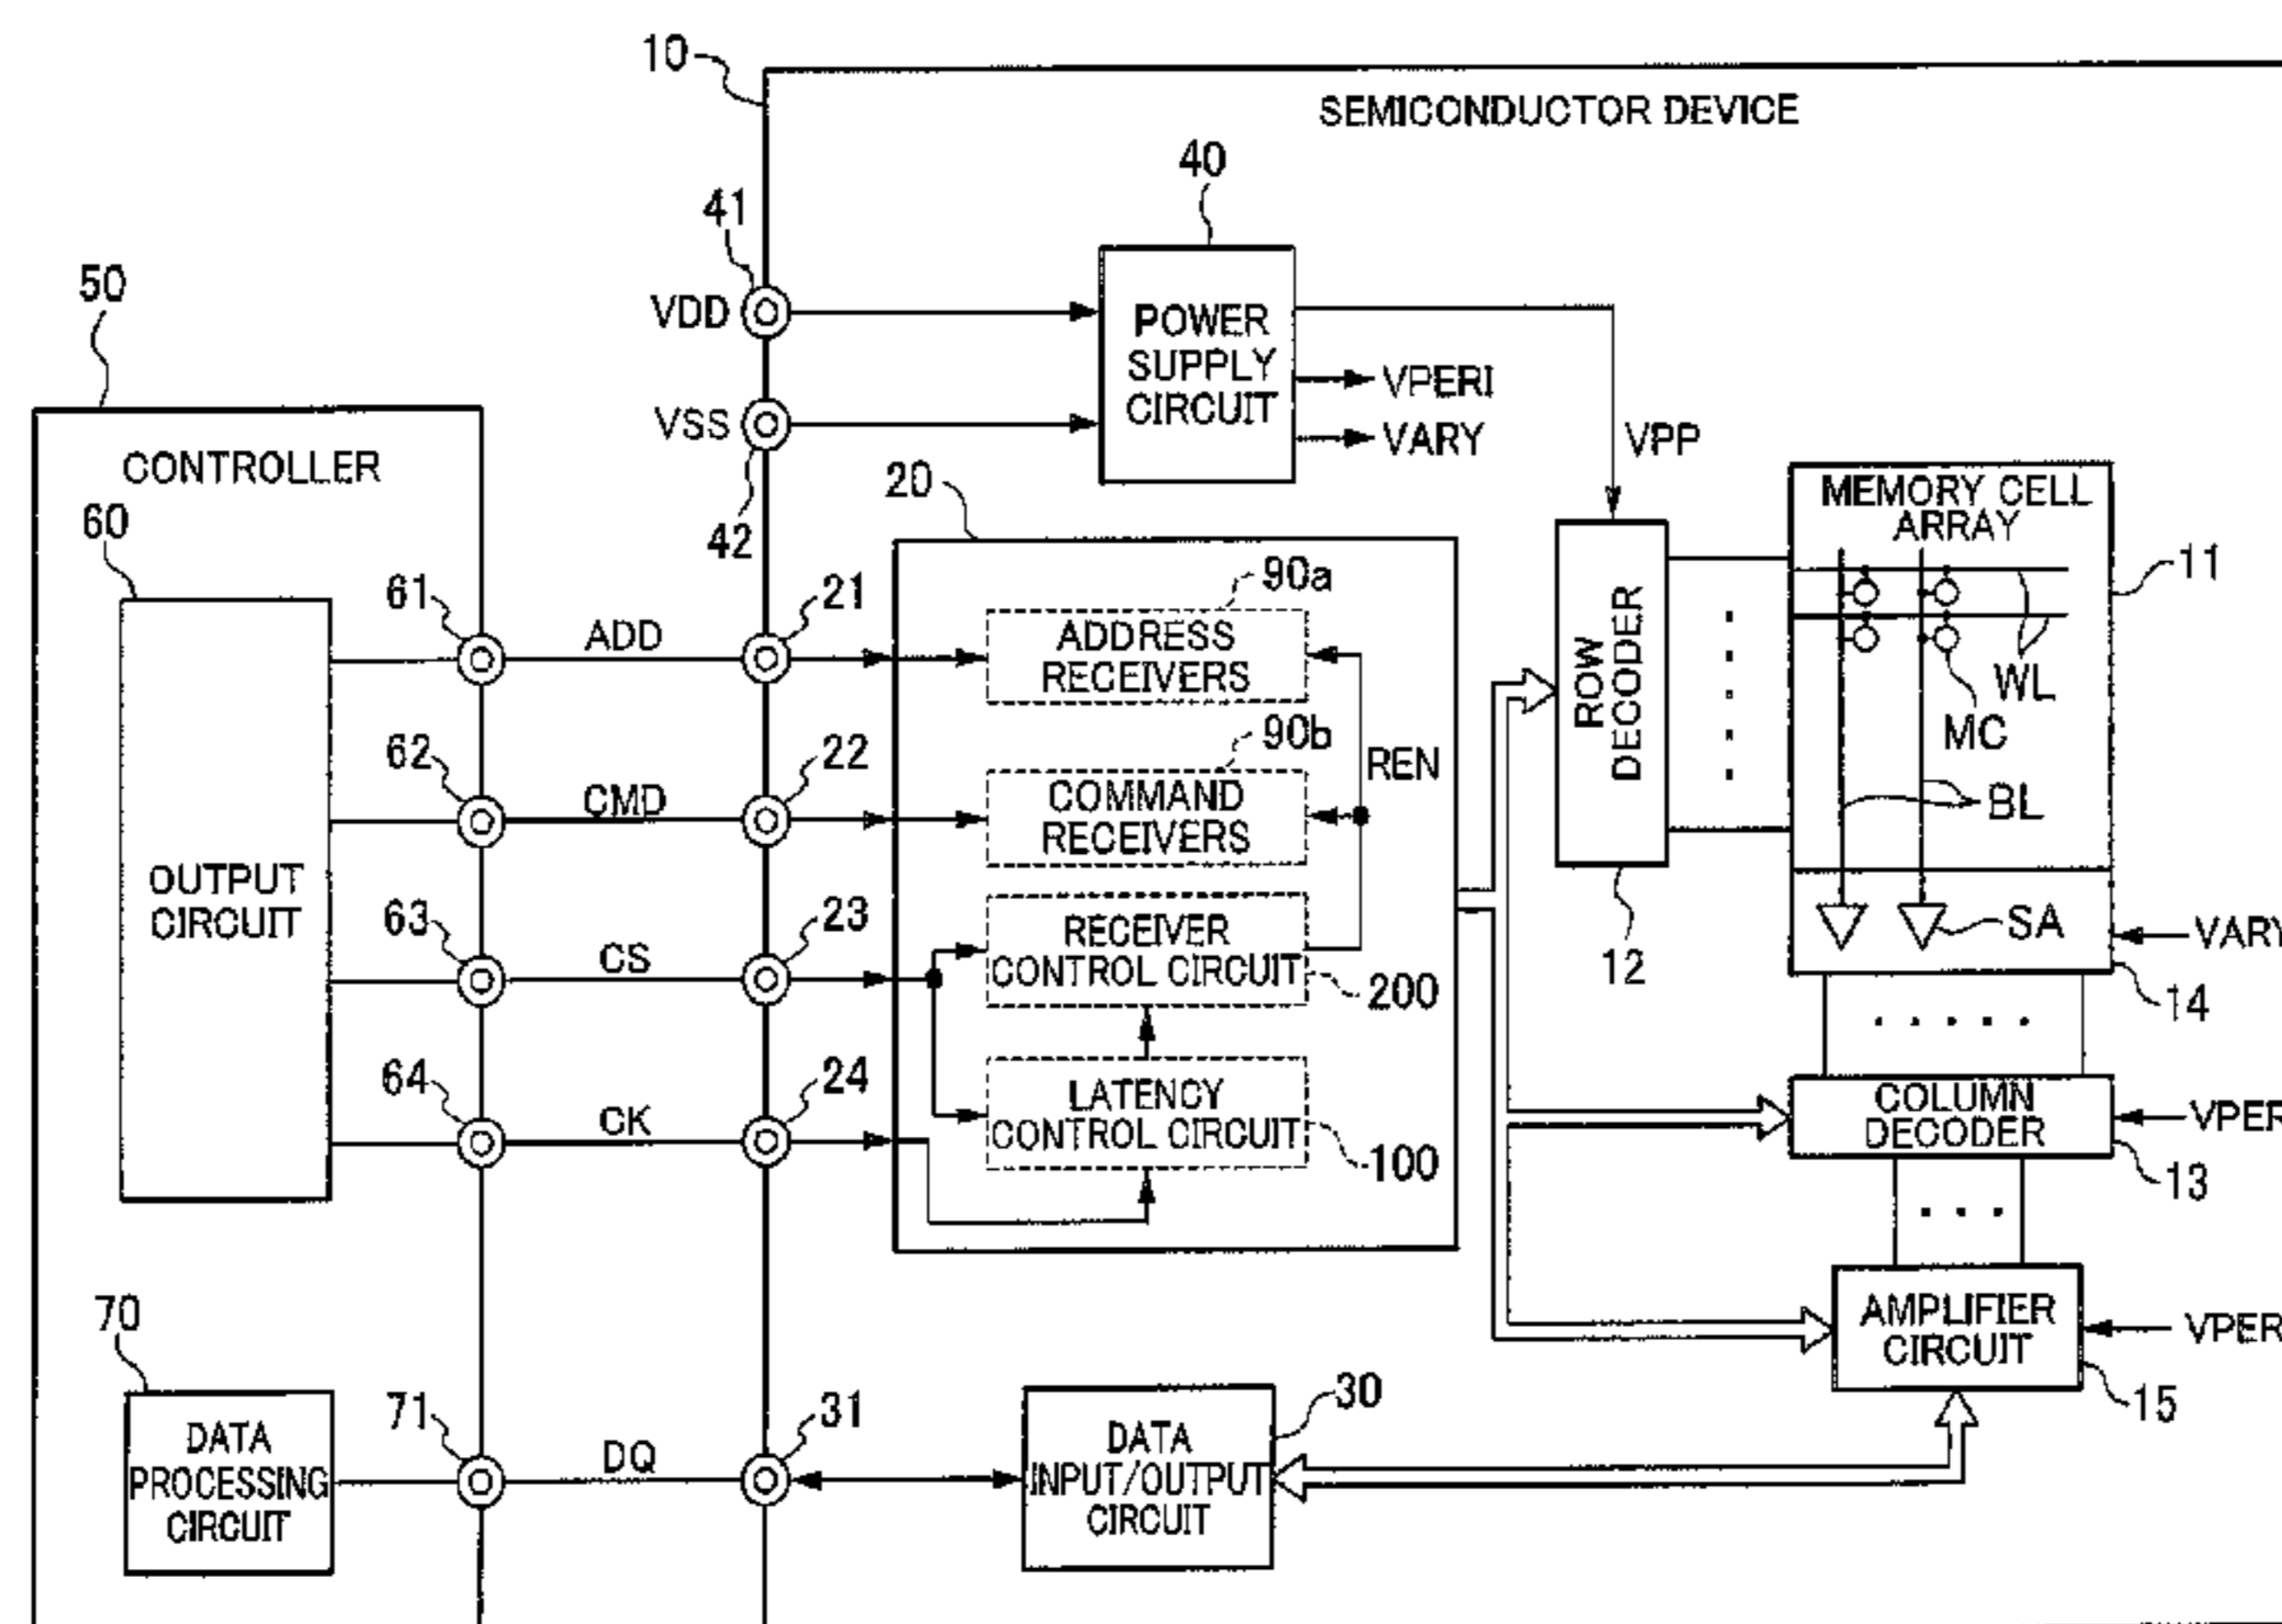 10
SEMICONDUCTOR DEVICE
40
41
50
VDD
POWER
SUPPLY
CIRCUIT
VPERI
VSS
VARY
VPP
42
CONTROLLER
20
MEMORY CELL
ARRAY
60
11
61
ADD
21
90a
ADDRESS
RECEIVERS
ROW
DECODER
WL
MC
62
CMD
22
90b
COMMAND
RECEIVERS
REN
BL
OUTPUT
CIRCUIT
63
CS
23
RECEIVER
CONTROL CIRCUIT
200
12
SA
VARY
14
64
CK
24
LATENCY
CONTROL CIRCUIT
100
COLUMN
DECODER
VPER
13
70
AMPLIFIER
CIRCUIT
VPER
15
DATA
PROCESSING
CIRCUIT
71
DQ
31
30
DATA
INPUT/OUTPUT
CIRCUIT